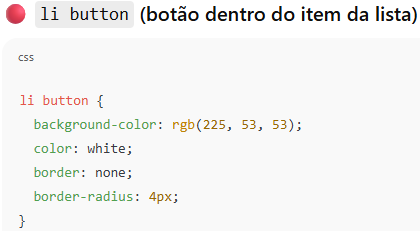 li button (botão dentro do item da lista)
css
li button {
  background-color: rgb(225, 53, 53);
  color: white;
  border: none;
  border-radius: 4px;
}